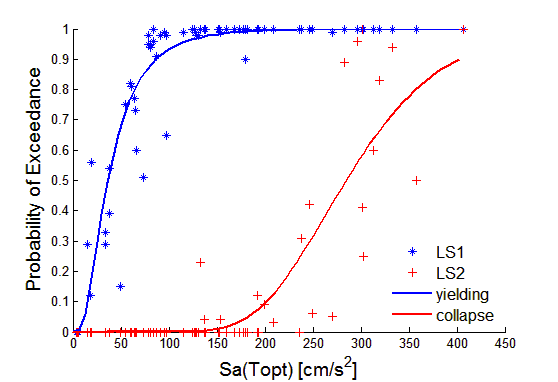 1
0.9
0.8
0.7
0.6
0.5
0.4
0.3
0.2
0.1
0
Probability of Exceedance
LS1
LS2
yielding
collapse
0 50 100 150 200 250 300 350 400 450
Sa(Topt) [cm/s²]